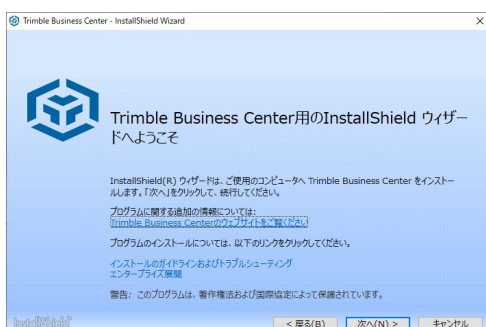 Trimble Business Center - InstallShield Wizard
Trimble Business Center用のInstallShield ウィザー
ドへようこそ
InstallShield(R) ウィザードは、ご使用のコンピュータへ Trimble Business Center をインストー
ルします。「次へ」をクリックして、続行してください。
プログラムに関する追加の情報については:
Trimble Business Centerのウェブサイトをご覧ください
プログラムのインストールについては、以下のリンクをクリックしてください。
インストールのガイドラインおよびトラブルシューティング
エンタープライズ展開
警告: このプログラムは、著作権法および国際協定によって保護されています。
InstallShield
< 戻る(B) 次へ(N) > キャンセル